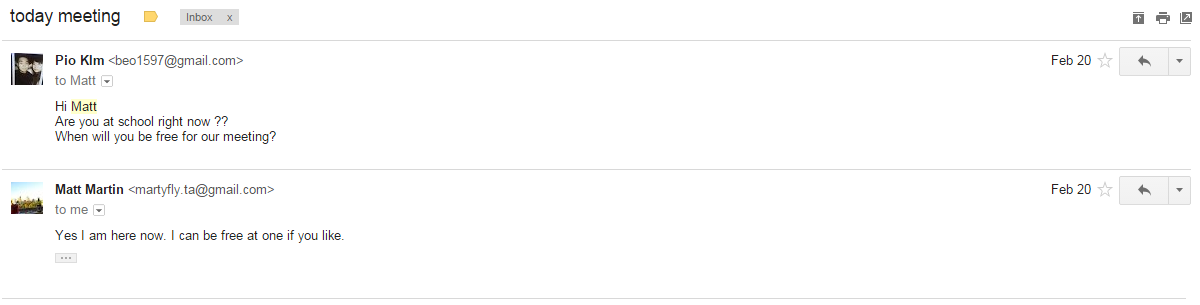 today meeting Inbox x
Pio KIm <beo1597@gmail.com> Feb 20
to Matt
Hi Matt
Are you at school right now ??
When will you be free for our meeting?
Matt Martin <martyfly.ta@gmail.com> Feb 20
to me
Yes I am here now. I can be free at one if you like.